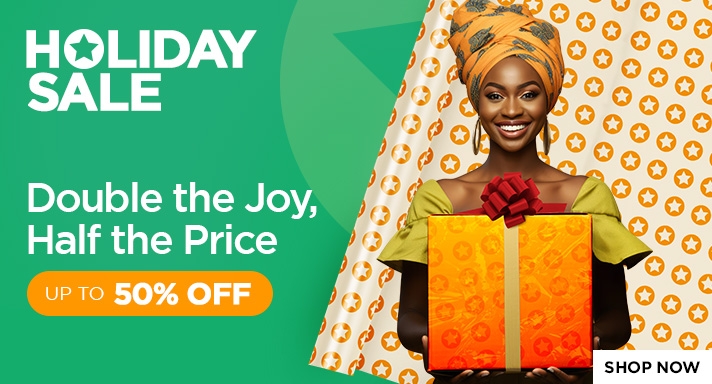 HOLIDAY
SALE
Double the Joy,
Half the Price
UP TO 50% OFF
SHOP NOW